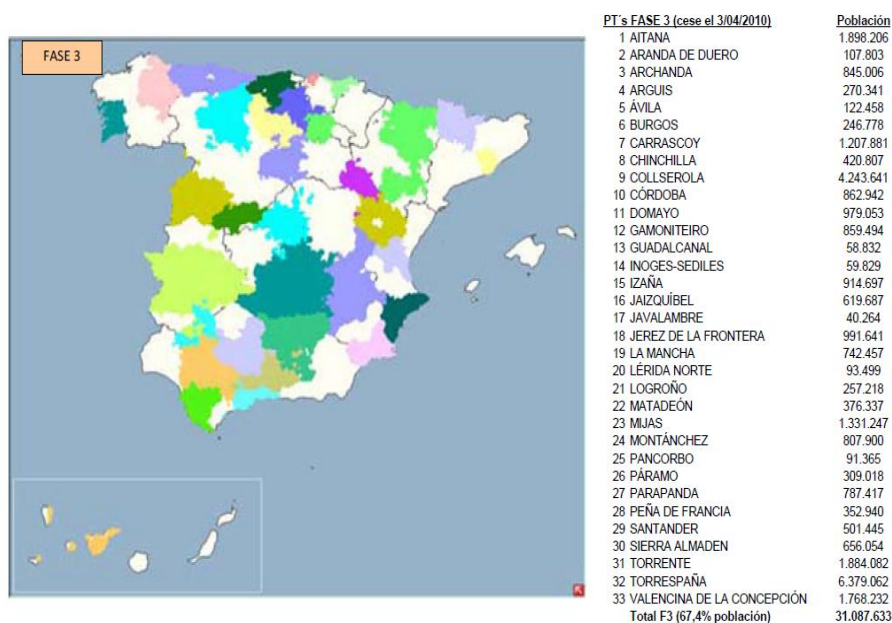 FASE 3
PT's FASE 3 (cese el 3/04/2010) Población
1 AITANA 1.898.206
2 ARANDA DE DUERO 107.803
3 ARCHANDA 845.006
4 ARGUIS 270.341
5 ÁVILA 122.458
6 BURGOS 246.778
7 CARRASCOY 1.207.881
8 CHINCHILLA 420.807
9 COLLSEROLA 4.243.641
10 CÓRDOBA 862.942
11 DOMAYO 979.053
12 GAMONITEIRO 859.494
13 GUADALCANAL 58.832
14 INOGES-SEDILES 59.829
15 IZAÑA 914.697
16 JAIZQUÍBEL 619.687
17 JAVALAMBRE 40.264
18 JEREZ DE LA FRONTERA 991.641
19 LA MANCHA 742.457
20 LÉRIDA NORTE 93.499
21 LOGROÑO 257.218
22 MATADEÓN 376.337
23 MIJAS 1.331.247
24 MONTÁNCHEZ 807.900
25 PANCORBO 91.365
26 PÁRAMO 309.018
27 PARAPANDA 787.417
28 PEÑA DE FRANCIA 352.940
29 SANTANDER 501.445
30 SIERRA ALMADEN 656.054
31 TORRENTE 1.884.082
32 TORRESPAÑA 6.379.062
33 VALENCINA DE LA CONCEPCIÓN 1.768.232
Total F3 (67,4% población) 31.087.633